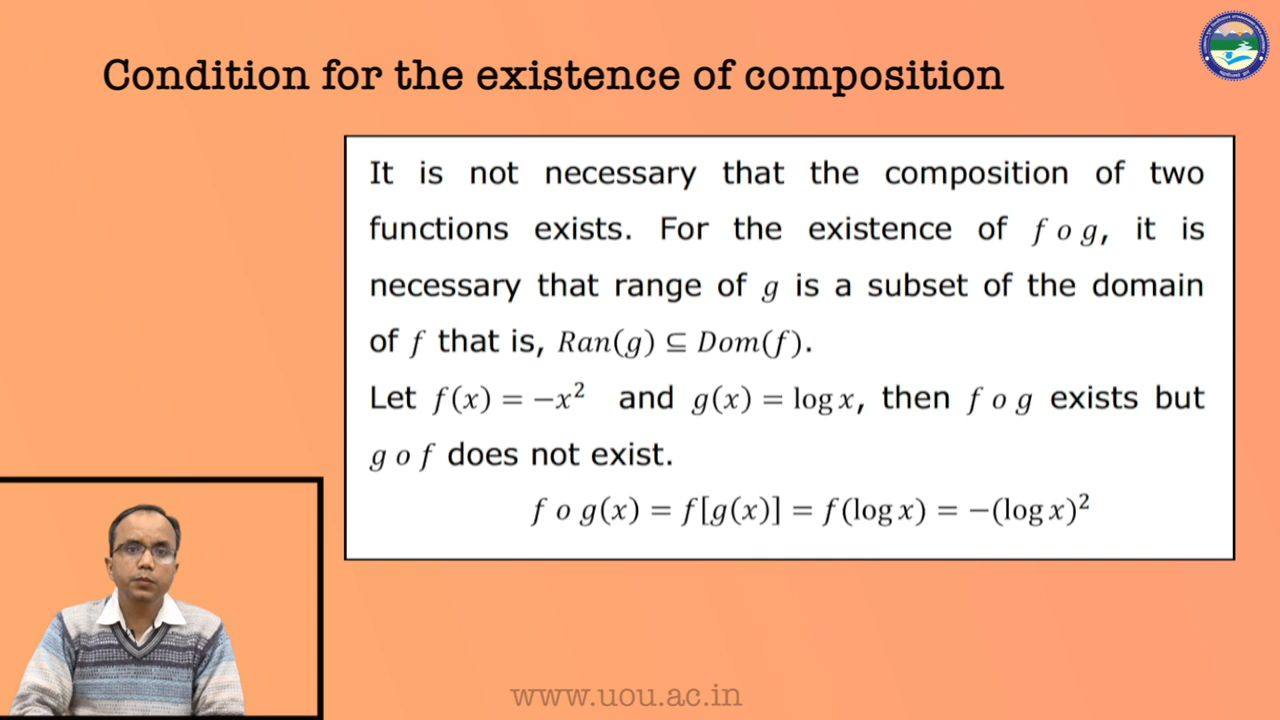 Condition for the existence of composition
It is not necessary that the composition of two
functions exists. For the existence of f o g, it is
necessary that range of g is a subset of the domain
of f that is, Ran(g) ⊆ Dom(f).
Let f(x) = −x² and g(x) = log x, then f o g exists but
g o f does not exist.
f o g(x) = f[g(x)] = f(log x) = −(log x)²
www.uou.ac.in